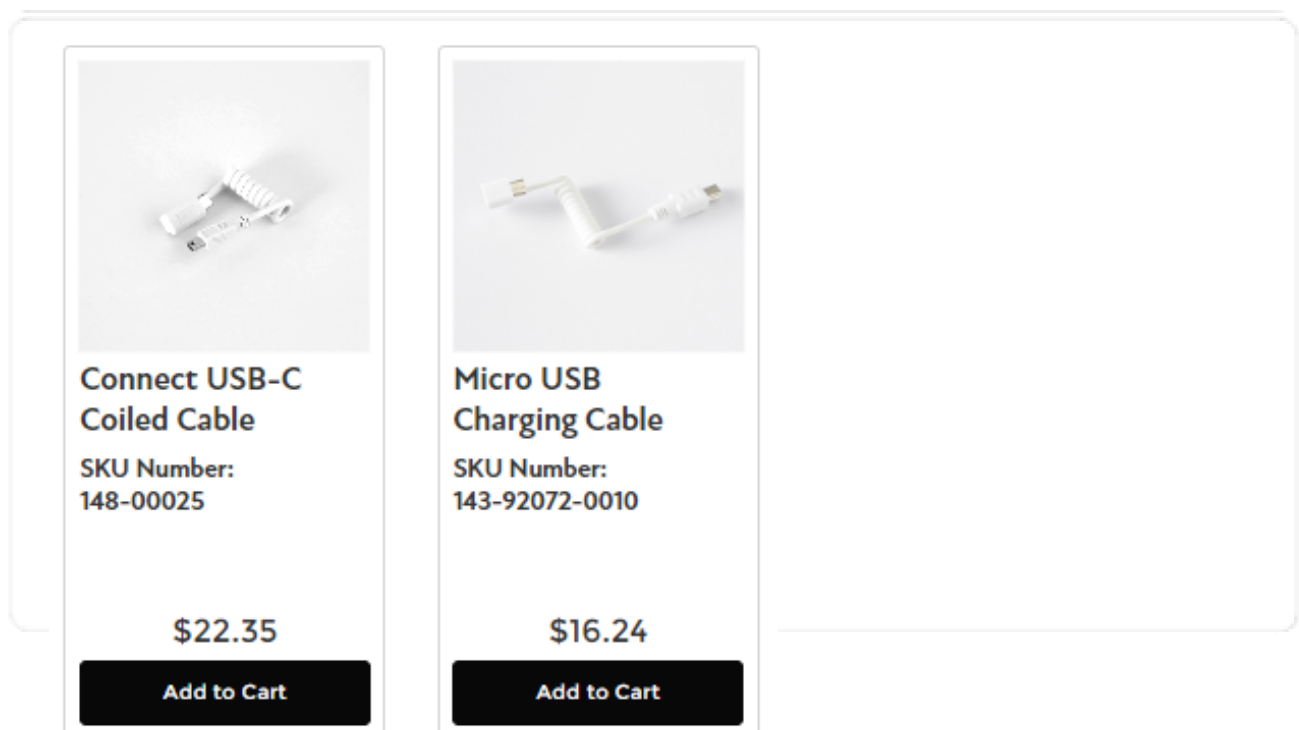 Connect USB-C
Coiled Cable
SKU Number:
148-00025
$22.35
Add to Cart
Micro USB
Charging Cable
SKU Number:
143-92072-0010
$16.24
Add to Cart